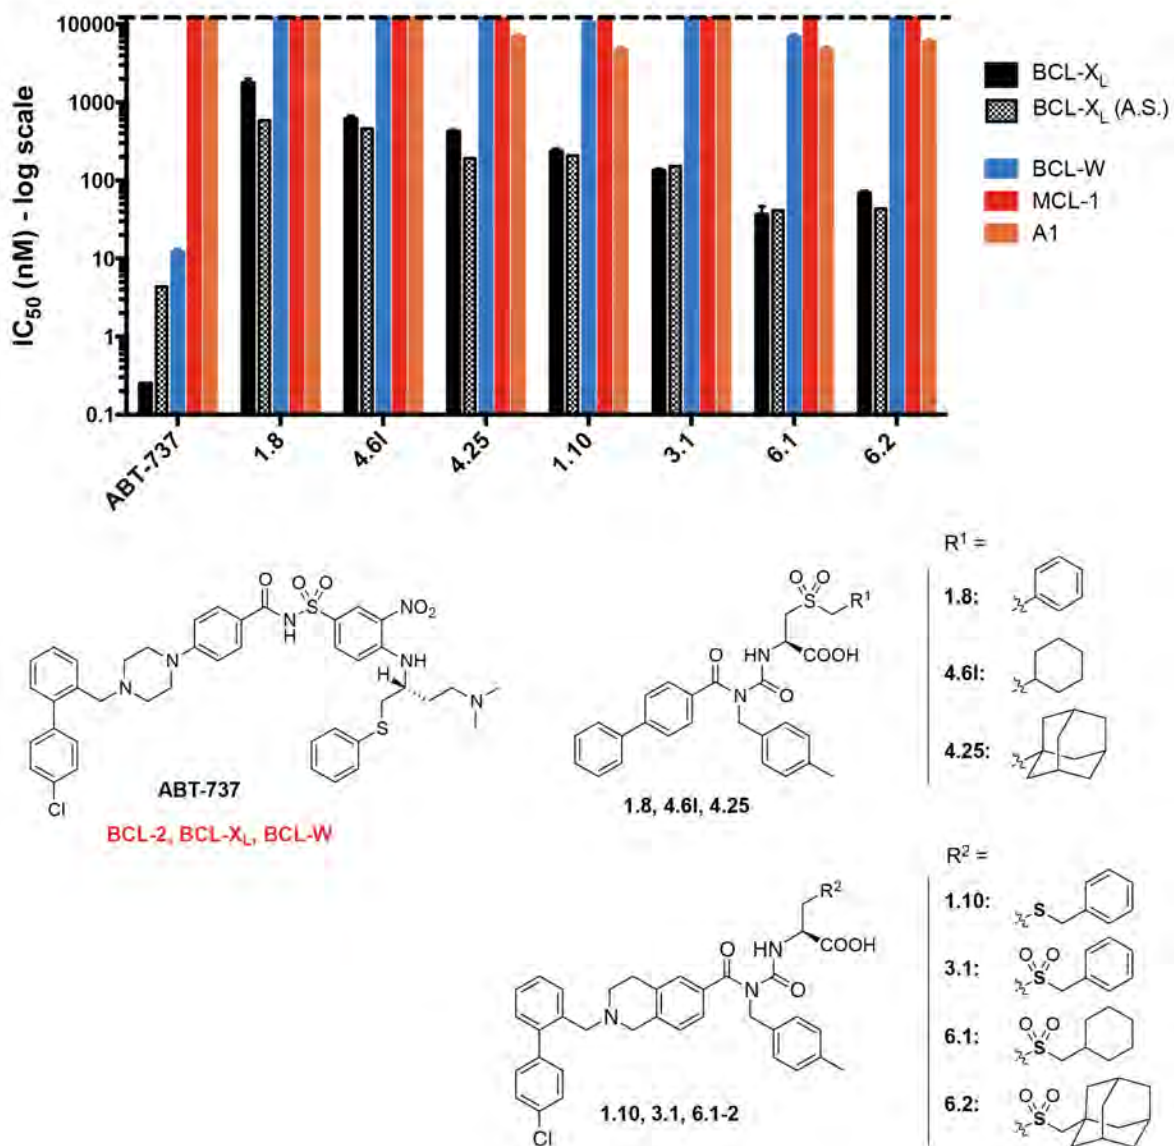 IC50 (nM) - log scale
10000
1000
100
10
1
0.1
ABT-737
1.8
4.6l
4.25
1.10
3.1
6.1
6.2
BCL-XL
BCL-XL (A.S.)
BCL-W
MCL-1
A1
O
O O
S
N
H
NO2
HN
H
N
N
S
N
Cl
ABT-737
BCL-2, BCL-XL, BCL-W
O O
S
R1
HN
COOH
O
N
O
1.8, 4.6l, 4.25
R1 =
1.8:
4.6l:
4.25:
R2
HN
COOH
O
N
O
N
Cl
1.10, 3.1, 6.1-2
R2 =
1.10:
S
3.1:
O O
S
6.1:
O O
S
6.2:
O O
S